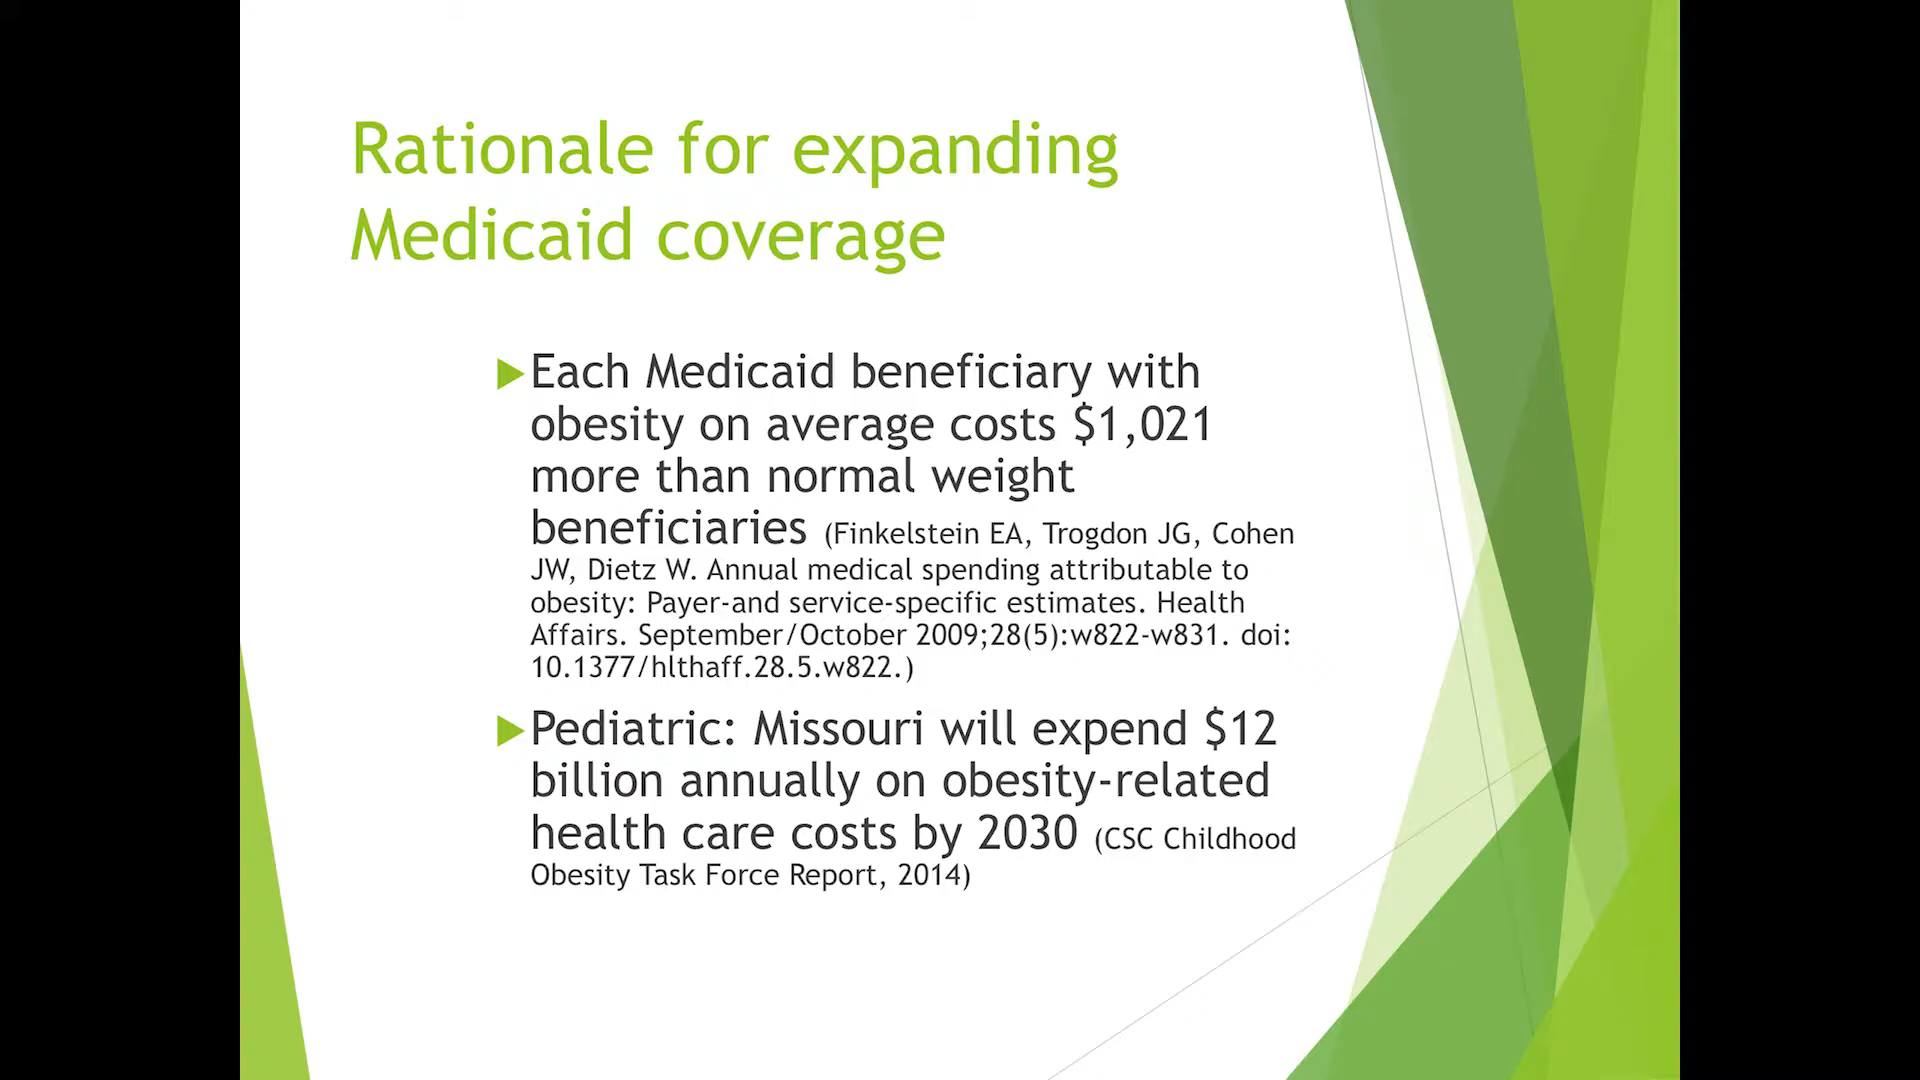 Rationale for expanding
Medicaid coverage
Each Medicaid beneficiary with
obesity on average costs $1,021
more than normal weight
beneficiaries (Finkelstein EA, Trogdon JG, Cohen
JW, Dietz W. Annual medical spending attributable to
obesity: Payer-and service-specific estimates. Health
Affairs. September/October 2009;28(5):w822-w831. doi:
10.1377/hlthaff.28.5.w822.)
Pediatric: Missouri will expend $12
billion annually on obesity-related
health care costs by 2030 (CSC Childhood
Obesity Task Force Report, 2014)